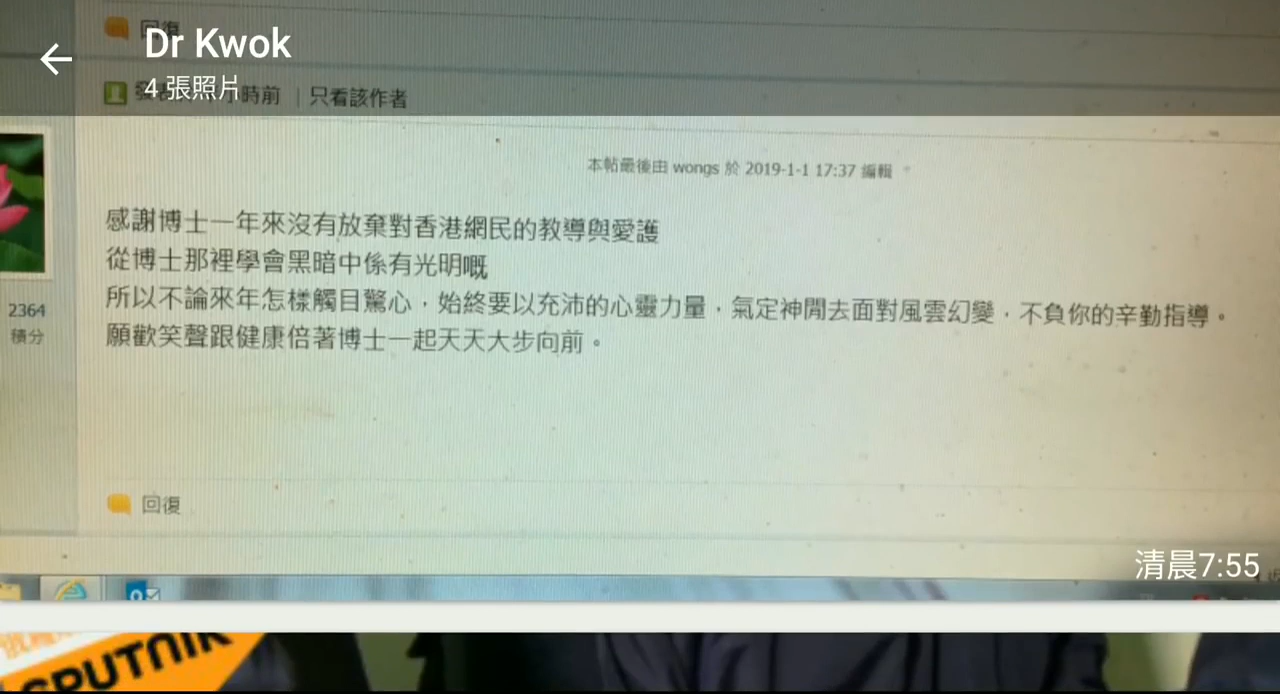 回復
Dr Kwok
4 張照片
小時前 | 只看該作者
本帖最後由 wongs 於 2019-1-1 17:37 編輯
感謝博士一年來沒有放棄對香港網民的教導與愛護
從博士那裡學會黑暗中係有光明嘅
所以不論來年怎樣觸目驚心，始終要以充沛的心靈力量，氣定神閒去面對風雲幻變，不負你的辛勤指導。
願歡笑聲跟健康倍著博士一起天天大步向前。
2364
積分
回復
清晨7:55
SPUTNIK